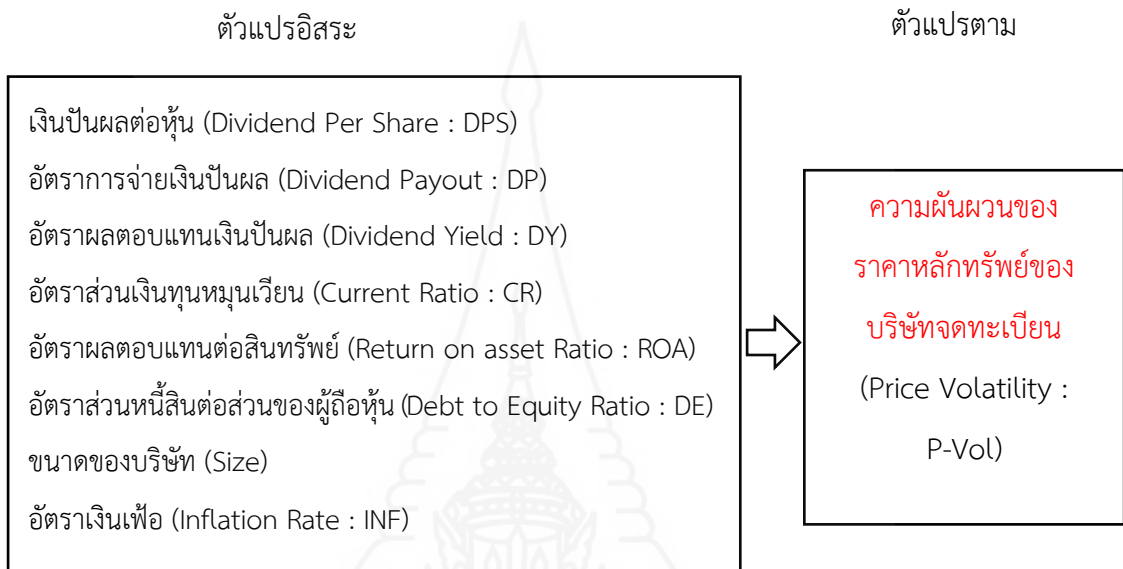 ตัวแปรอิสระ
ตัวแปรตาม
เงินปันผลต่อหุ้น (Dividend Per Share : DPS)
อัตราการจ่ายเงินปันผล (Dividend Payout : DP)
อัตราผลตอบแทนเงินปันผล (Dividend Yield : DY)
อัตราส่วนเงินทุนหมุนเวียน (Current Ratio : CR)
อัตราผลตอบแทนต่อสินทรัพย์ (Return on asset Ratio : ROA)
อัตราส่วนหนี้สินต่อส่วนของผู้ถือหุ้น (Debt to Equity Ratio : DE)
ขนาดของบริษัท (Size)
อัตราเงินเฟ้อ (Inflation Rate : INF)
ความผันผวนของ
ราคาหลักทรัพย์ของ
บริษัทจดทะเบียน
(Price Volatility :
P-Vol)